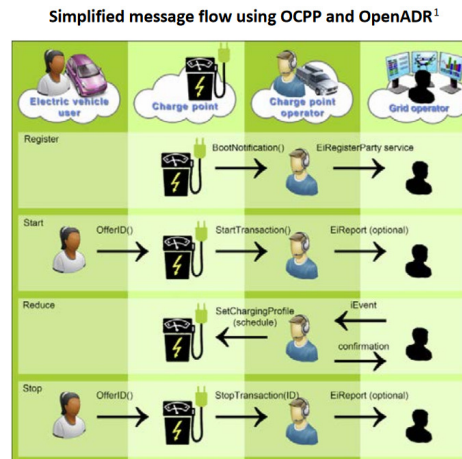 Simplified message flow using OCPP and OpenADR1
Electric vehicle
user
Charge point
Charge point
operator
Grid operator
Register
BootNotification()
EiRegisterParty service
Start
OfferID()
StartTransaction()
EiReport (optional)
Reduce
SetChargingProfile
(schedule)
iEvent
confirmation
Stop
OfferID()
StopTransaction(ID)
EiReport (optional)